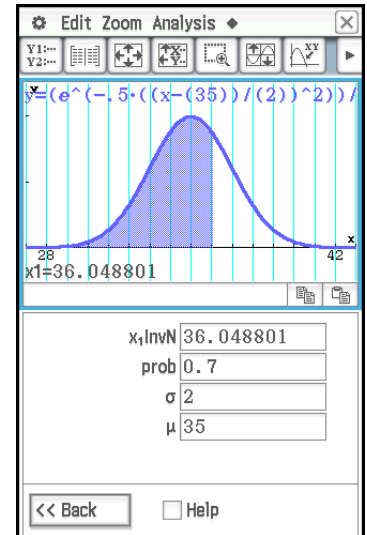 Edit Zoom Analysis ◆
Y1:···
Y2:···
XY
y=(e^(-.5·((x-(35))/(2))^2))/
x
28 42
x1=36.048801
x₁InvN 36.048801
prob 0.7
σ 2
μ 35
<< Back Help